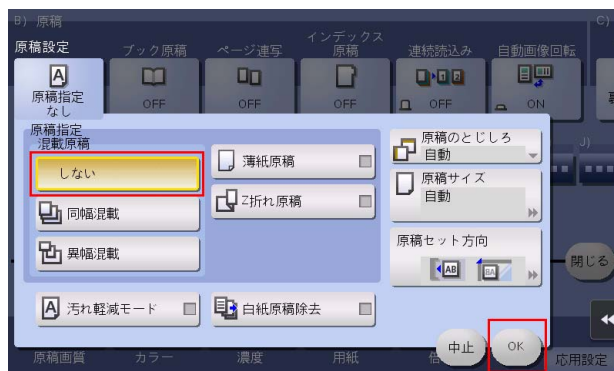 B) 原稿
C)
原稿設定
ブック原稿
ページ連写
インデックス
原稿
連続読込み
自動画像回転
原稿指定
なし
OFF
OFF
OFF
OFF
ON
原稿指定
混載原稿
しない
同幅混載
異幅混載
薄紙原稿
Z折れ原稿
原稿のとじしろ
自動
原稿サイズ
自動
原稿セット方向
AB
BA
J)
閉じる
汚れ軽減モード
白紙原稿除去
中止
OK
原稿画質
カラー
濃度
用紙
応用設定